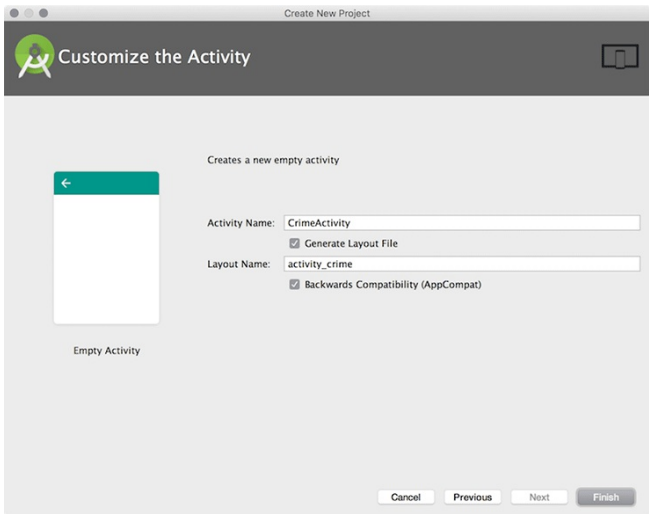 Create New Project
Customize the Activity
Creates a new empty activity
Activity Name: CrimeActivity
Generate Layout File
Layout Name: activity_crime
Backwards Compatibility (AppCompat)
Empty Activity
Cancel Previous Next Finish